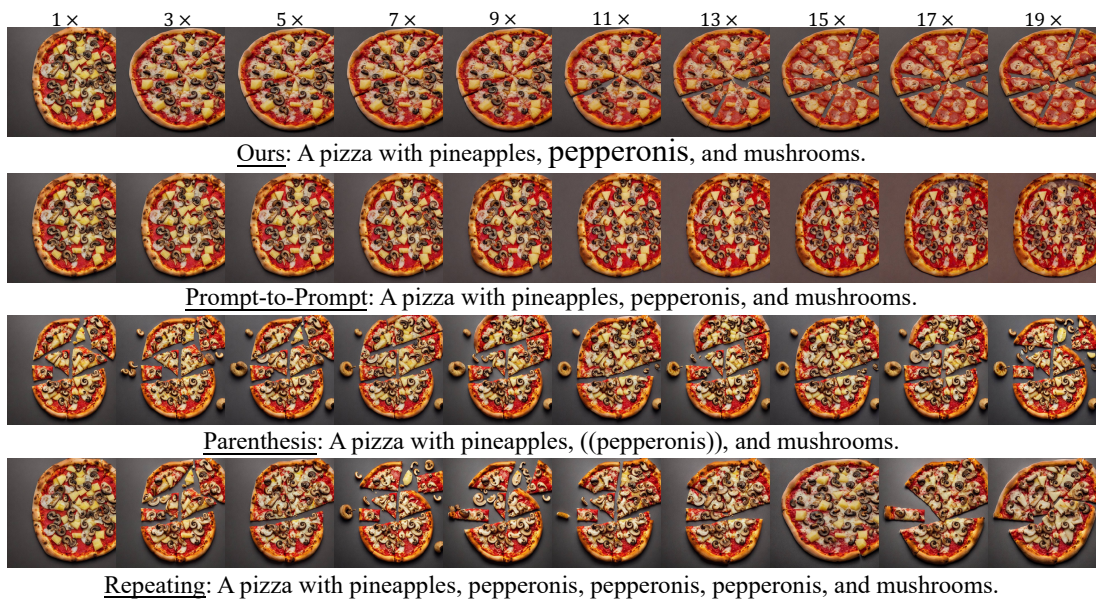 1 × 3 × 5 × 7 × 9 × 11 × 13 × 15 × 17 × 19 ×
Ours: A pizza with pineapples, pepperonis, and mushrooms.
Prompt-to-Prompt: A pizza with pineapples, pepperonis, and mushrooms.
Parenthesis: A pizza with pineapples, ((pepperonis)), and mushrooms.
Repeating: A pizza with pineapples, pepperonis, pepperonis, pepperonis, and mushrooms.